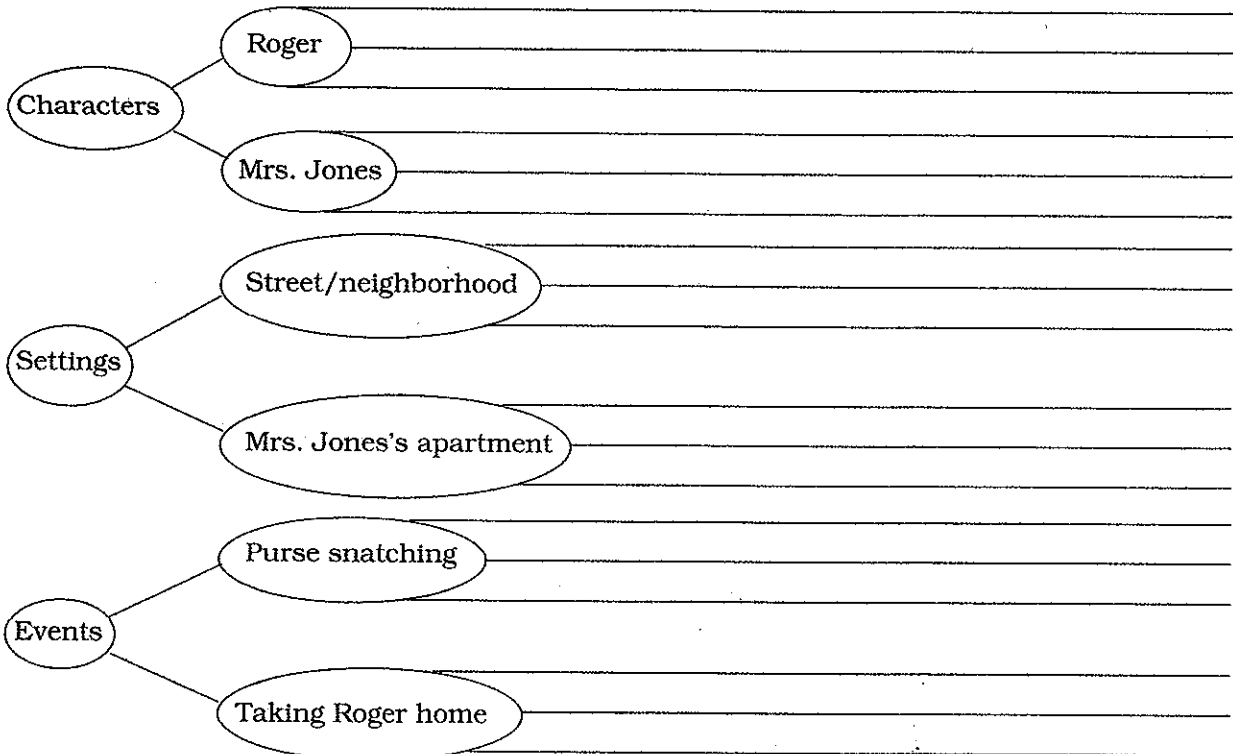 Roger
Characters
Mrs. Jones
Street/neighborhood
Settings
Mrs. Jones's apartment
Purse snatching
Events
Taking Roger home